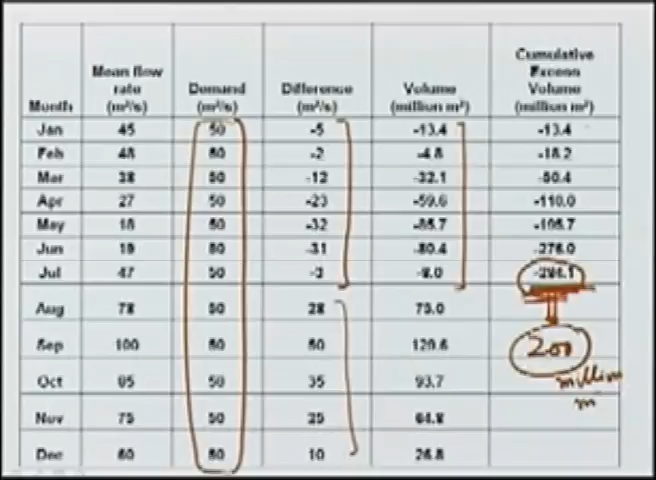 Cumulative
Mean flow Excess
rate Demand Difference Volume Volume
Month (m³/s) (m³/s) (m³/s) (million m³) (million m³)
Jan 45 50 -5 -13.4 -13.4
Feb 48 50 -2 -4.8 -18.2
Mar 38 50 -12 -32.1 -50.4
Apr 27 50 -23 -59.6 -110.0
May 18 50 -32 -85.7 -195.7
Jun 19 50 -31 -80.4 -276.0
Jul 47 50 -3 -8.0 -284.1
Aug 78 50 28 75.0
Sep 100 50 50 129.6
200
Oct 85 50 35 93.7
million
m
Nov 75 50 25 64.8
Dec 60 50 10 26.8